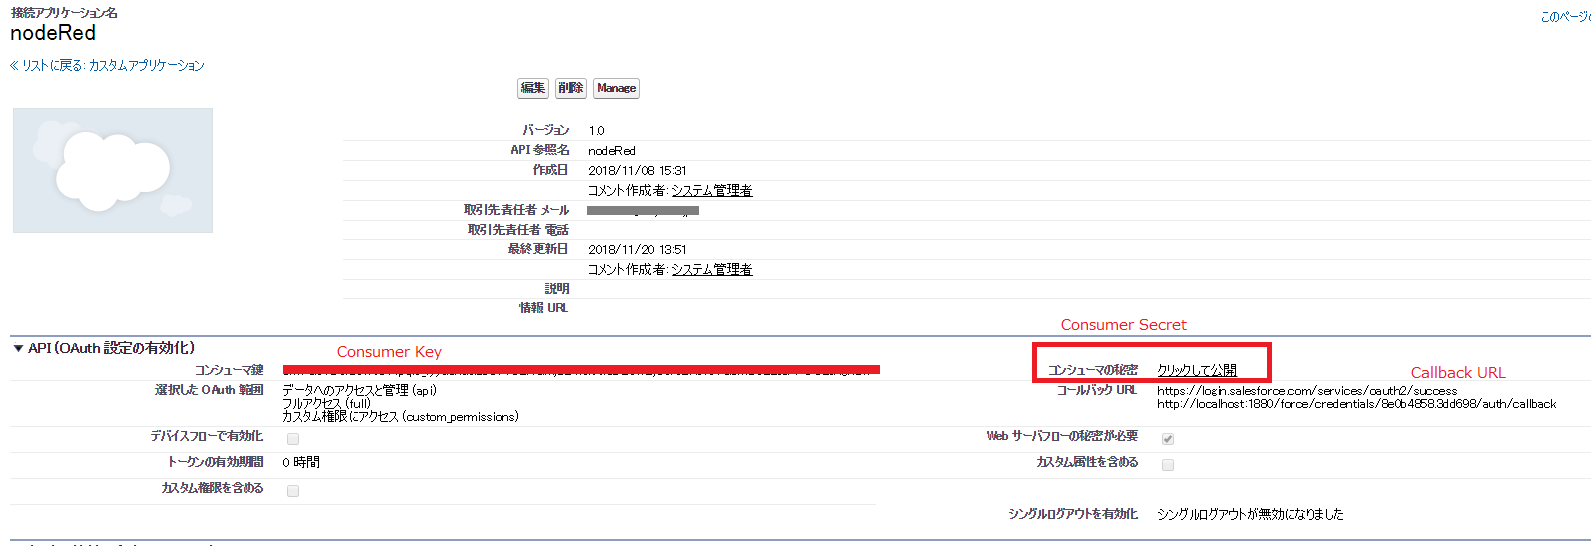 接続アプリケーション名
nodeRed
このページの
≪ リストに戻る: カスタムアプリケーション
編集 削除 Manage
バージョン 1.0
API 参照名 nodeRed
作成日 2018/11/08 15:31
コメント作成者: システム管理者
取引先責任者 メール
取引先責任者 電話
最終更新日 2018/11/20 13:51
コメント作成者: システム管理者
説明
情報 URL
Consumer Secret
▼ API (OAuth 設定の有効化)
Consumer Key
コンシューマ鍵
コンシューマの秘密 クリックして公開
Callback URL
選択した OAuth 範囲 データへのアクセスと管理 (api)
フルアクセス (full)
カスタム権限にアクセス (custom_permissions)
コールバック URL https://login.salesforce.com/services/oauth2/success
http://localhost:1880/force/credentials/8e0b4858.3dd698/auth/callback
デバイスフローで有効化
Web サーバフローの秘密が必要
トークンの有効期間 0 時間
カスタム属性を含める
カスタム権限を含める
シングルログアウトを有効化 シングルログアウトが無効になりました